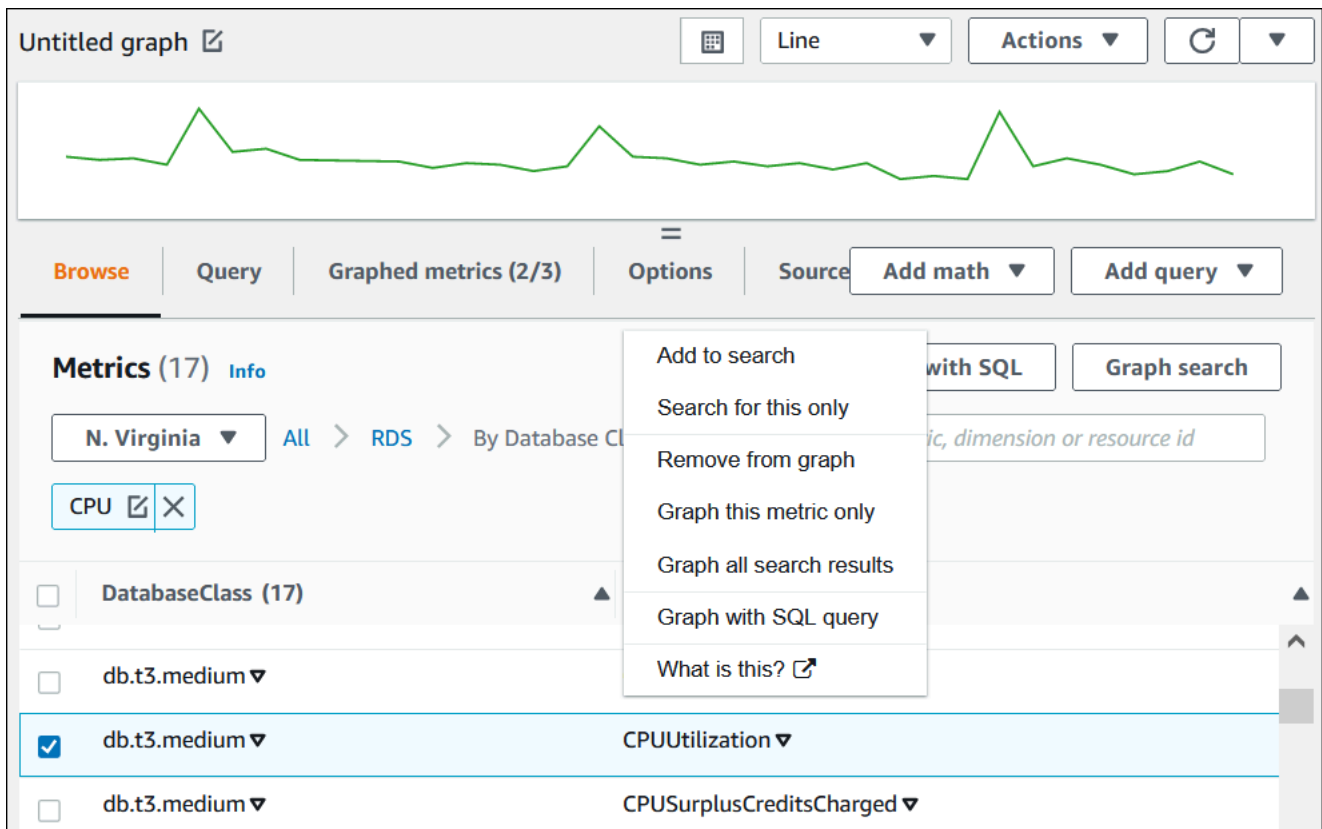 Untitled graph
Line
Actions
Browse
Query
Graphed metrics (2/3)
Options
Source
Add math
Add query
Metrics (17) Info
with SQL
Graph search
N. Virginia
All > RDS > By Database Cl
ic, dimension or resource id
CPU
Add to search
Search for this only
Remove from graph
Graph this metric only
Graph all search results
Graph with SQL query
What is this?
DatabaseClass (17)
db.t3.medium
db.t3.medium CPUUtilization
db.t3.medium CPUSurplusCreditsCharged